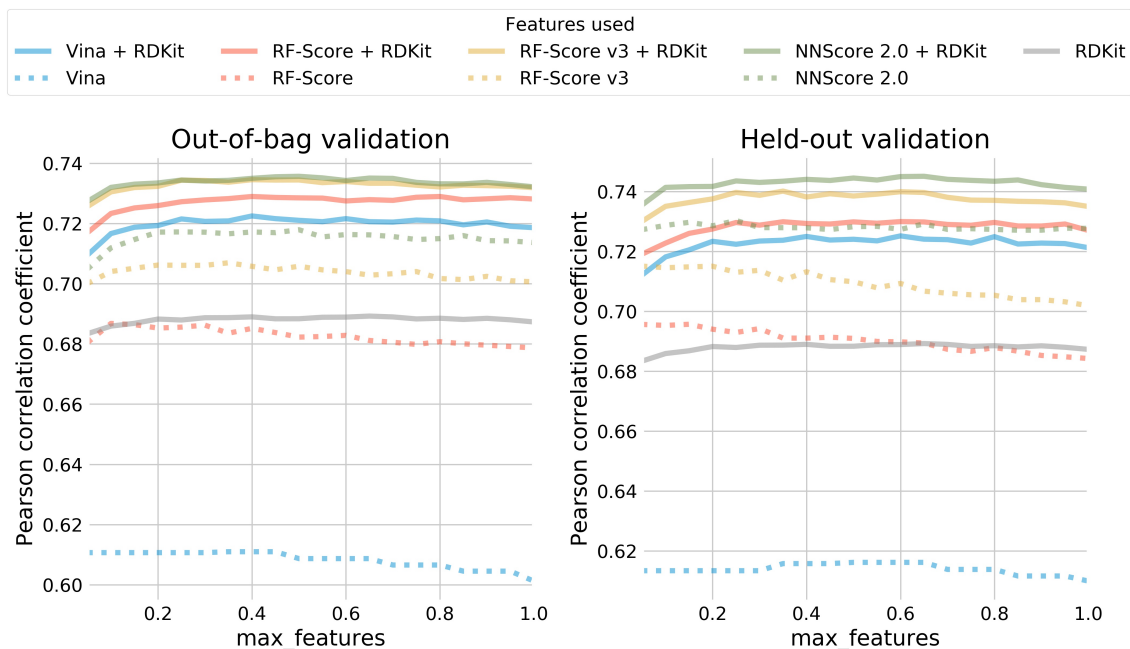 Features used
Vina + RDKit RF-Score + RDKit RF-Score v3 + RDKit NNScore 2.0 + RDKit RDKit
Vina RF-Score RF-Score v3 NNScore 2.0
Out-of-bag validation
Pearson correlation coefficient
0.74
0.72
0.70
0.68
0.66
0.64
0.62
0.60
0.2 0.4 0.6 0.8 1.0
max_features
Held-out validation
Pearson correlation coefficient
0.74
0.72
0.70
0.68
0.66
0.64
0.62
0.2 0.4 0.6 0.8 1.0
max_features